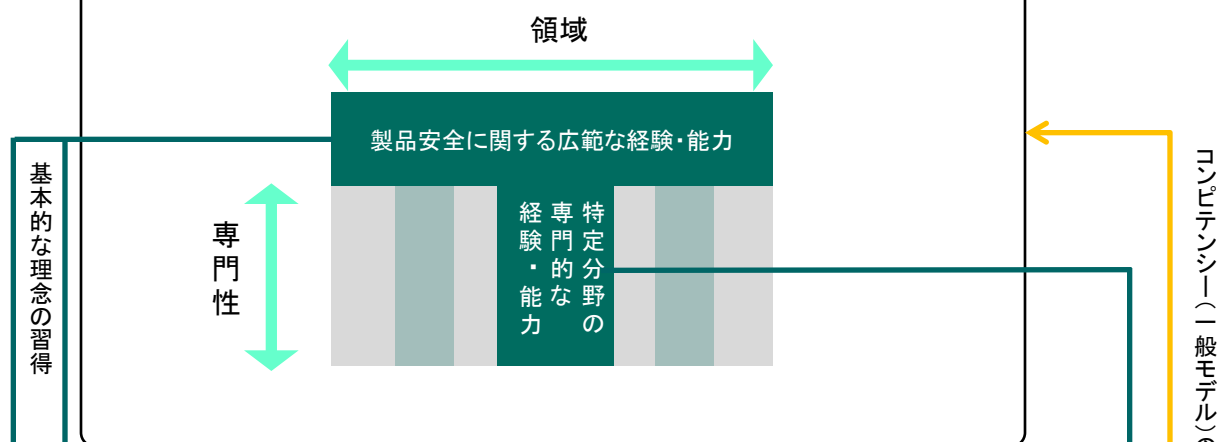 領域
製品安全に関する広範な経験・能力
基本的な理念の習得
専門性
特定分野の
専門的な
経験・能力
コンピテンシー（一般モデル）の